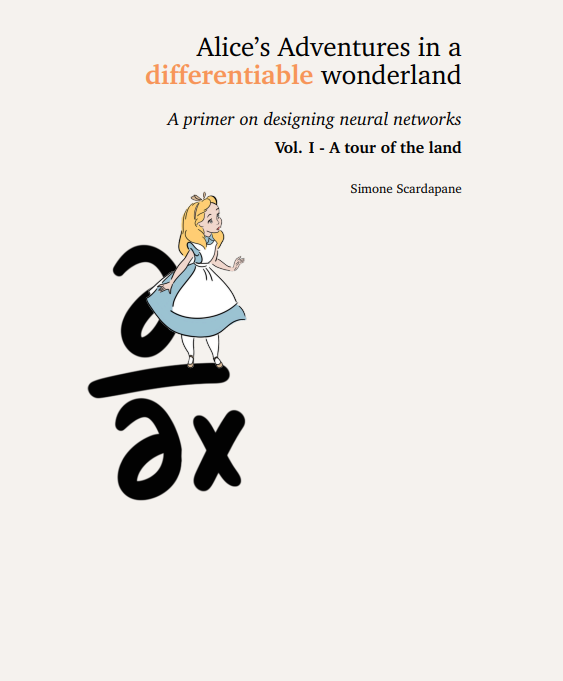 Alice's Adventures in a
differentiable wonderland
A primer on designing neural networks
Vol. I - A tour of the land
Simone Scardapane
∂
∂x